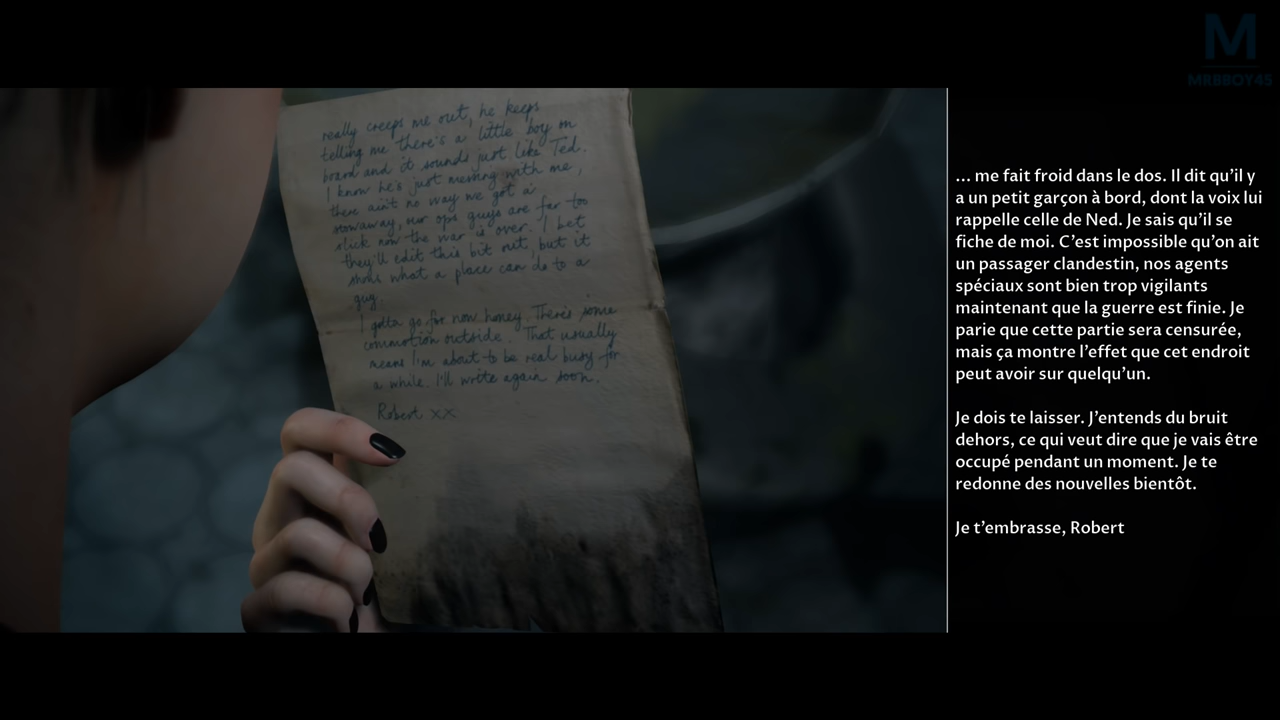 M
MRBBOY45
really creeps me out, he keeps
telling me there's a little boy on
board and it sounds just like Ted.
I know he's just messing with me,
there ain't no way we got a
stowaway, our ops guys are far too
slick now the war is over. I bet
they'll edit this bit out, but it
shows what a place can do to a
guy.
I gotta go for now honey. There's some
commotion outside. That usually
means I'm about to be real busy for
a while. I'll write again soon.
Robert xx
... me fait froid dans le dos. Il dit qu'il y
a un petit garçon à bord, dont la voix lui
rappelle celle de Ned. Je sais qu'il se
fiche de moi. C'est impossible qu'on ait
un passager clandestin, nos agents
spéciaux sont bien trop vigilants
maintenant que la guerre est finie. Je
parie que cette partie sera censurée,
mais ça montre l'effet que cet endroit
peut avoir sur quelqu'un.
Je dois te laisser. J'entends du bruit
dehors, ce qui veut dire que je vais être
occupé pendant un moment. Je te
redonne des nouvelles bientôt.
Je t'embrasse, Robert